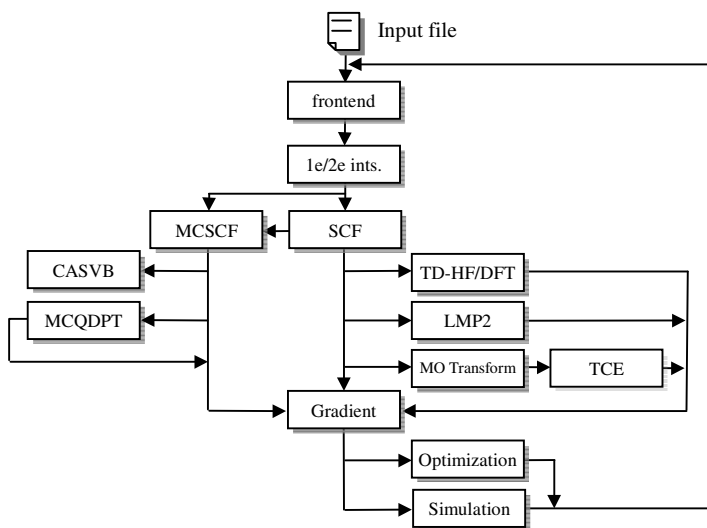 Input file
frontend
1e/2e ints.
MCSCF
SCF
CASVB
TD-HF/DFT
MCQDPT
LMP2
MO Transform
TCE
Gradient
Optimization
Simulation